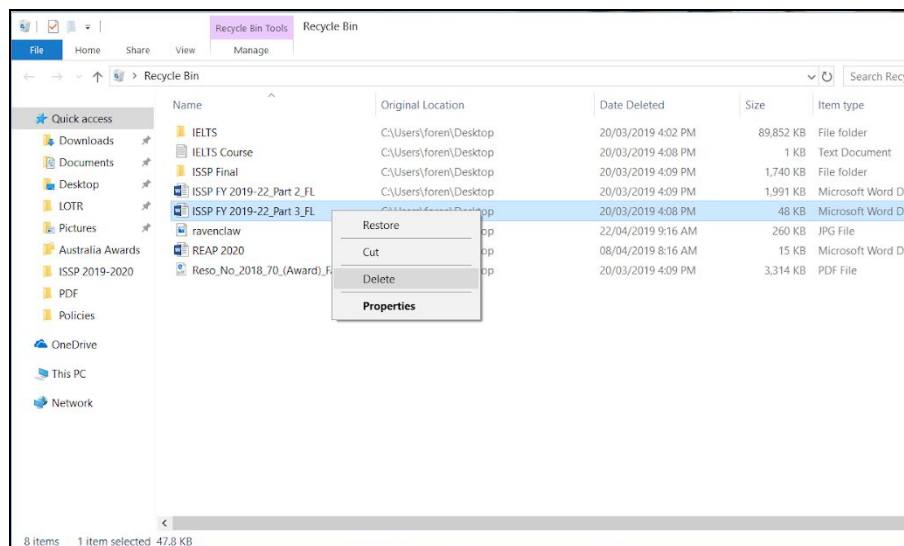 Recycle Bin Tools Recycle Bin
File Home Share View Manage
Recycle Bin Search Recy
Name Original Location Date Deleted Size Item type
Quick access
Downloads
Documents
Desktop
LOTR
Pictures
Australia Awards
ISSP 2019-2020
PDF
Policies
OneDrive
This PC
Network
IELTS C:\Users\foren\Desktop 20/03/2019 4:02 PM 89,852 KB File folder
IELTS Course C:\Users\foren\Desktop 20/03/2019 4:08 PM 1 KB Text Document
ISSP Final C:\Users\foren\Desktop 20/03/2019 4:09 PM 1,740 KB File folder
ISSP FY 2019-22_Part 2_FL C:\Users\foren\Desktop 20/03/2019 4:09 PM 1,991 KB Microsoft Word D
ISSP FY 2019-22_Part 3_FL 20/03/2019 4:08 PM 48 KB Microsoft Word D
ravenclaw op 22/04/2019 9:16 AM 260 KB JPG File
REAP 2020 op 08/04/2019 8:16 AM 15 KB Microsoft Word D
Reso_No_2018_70_(Award)_Fa op 20/03/2019 4:09 PM 3,314 KB PDF File
Restore
Cut
Delete
Properties
8 items 1 item selected 47.8 KB